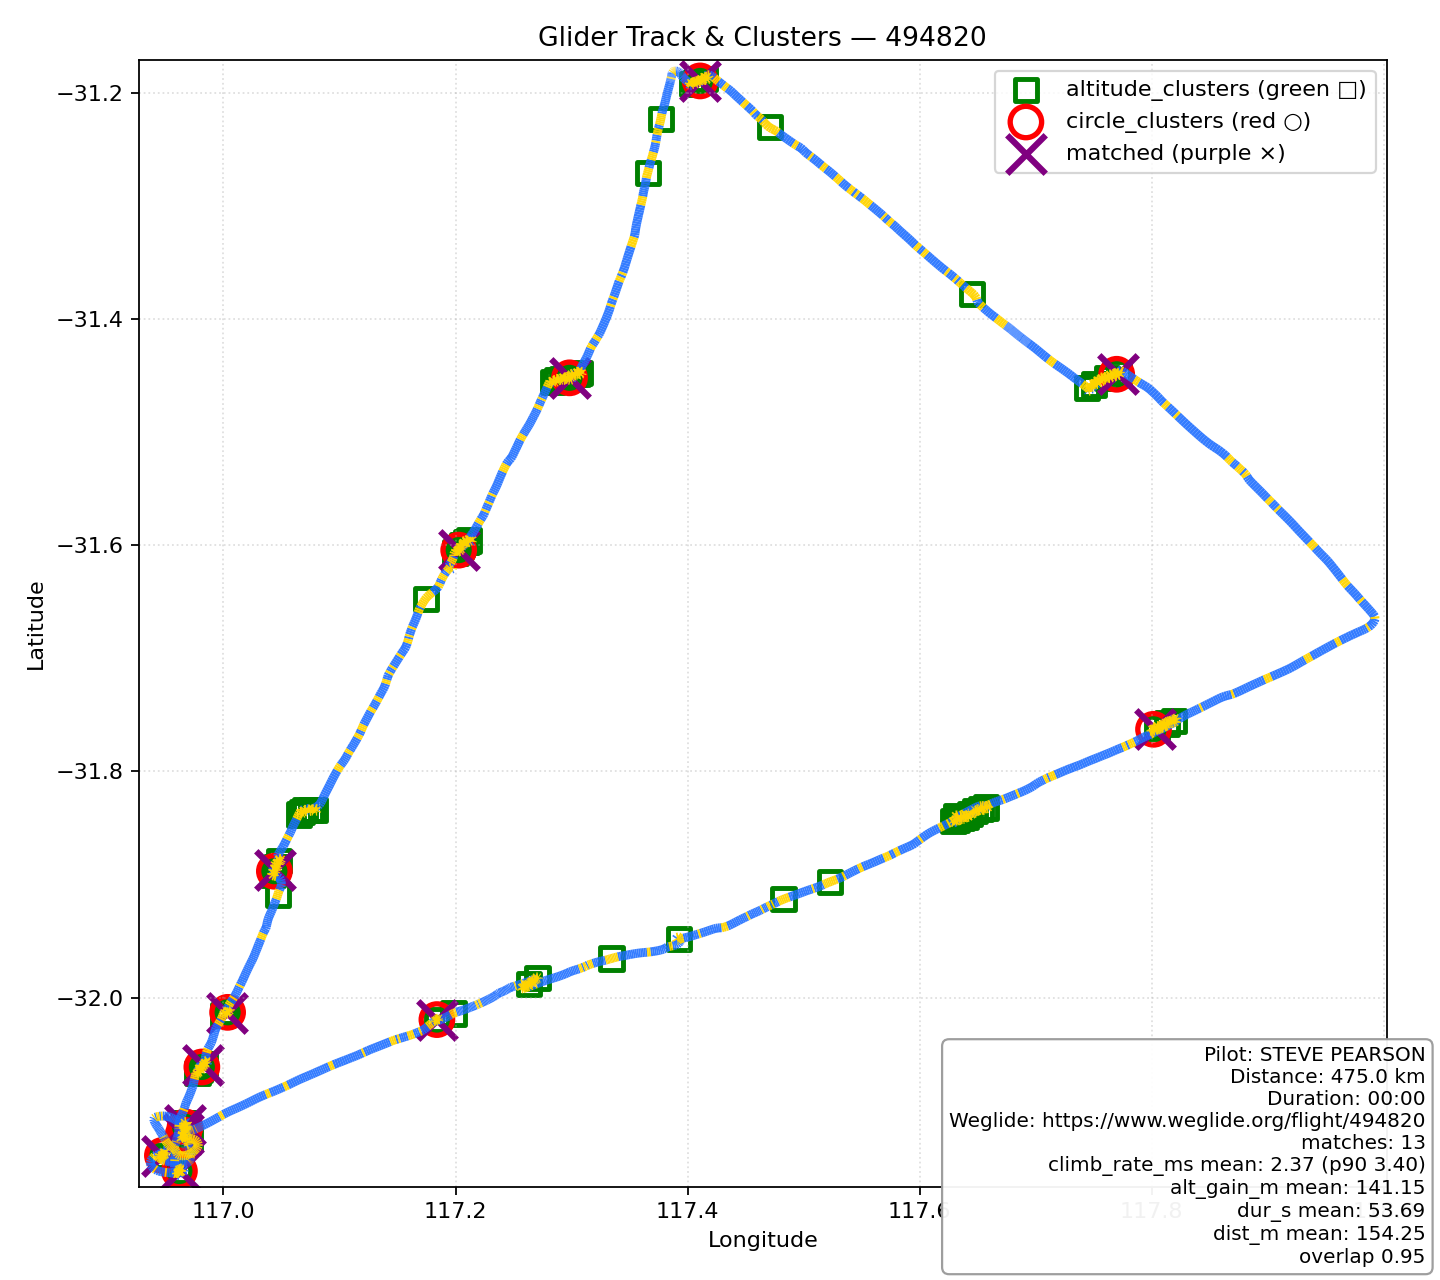 Glider Track & Clusters — 494820
altitude_clusters (green □)
circle_clusters (red ○)
matched (purple ×)
Latitude
−31.2
−31.4
−31.6
−31.8
−32.0
117.0
117.2
117.4
117.6
117.8
Longitude
Pilot: STEVE PEARSON
Distance: 475.0 km
Duration: 00:00
Weglide: https://www.weglide.org/flight/494820
matches: 13
climb_rate_ms mean: 2.37 (p90 3.40)
alt_gain_m mean: 141.15
dur_s mean: 53.69
dist_m mean: 154.25
overlap 0.95